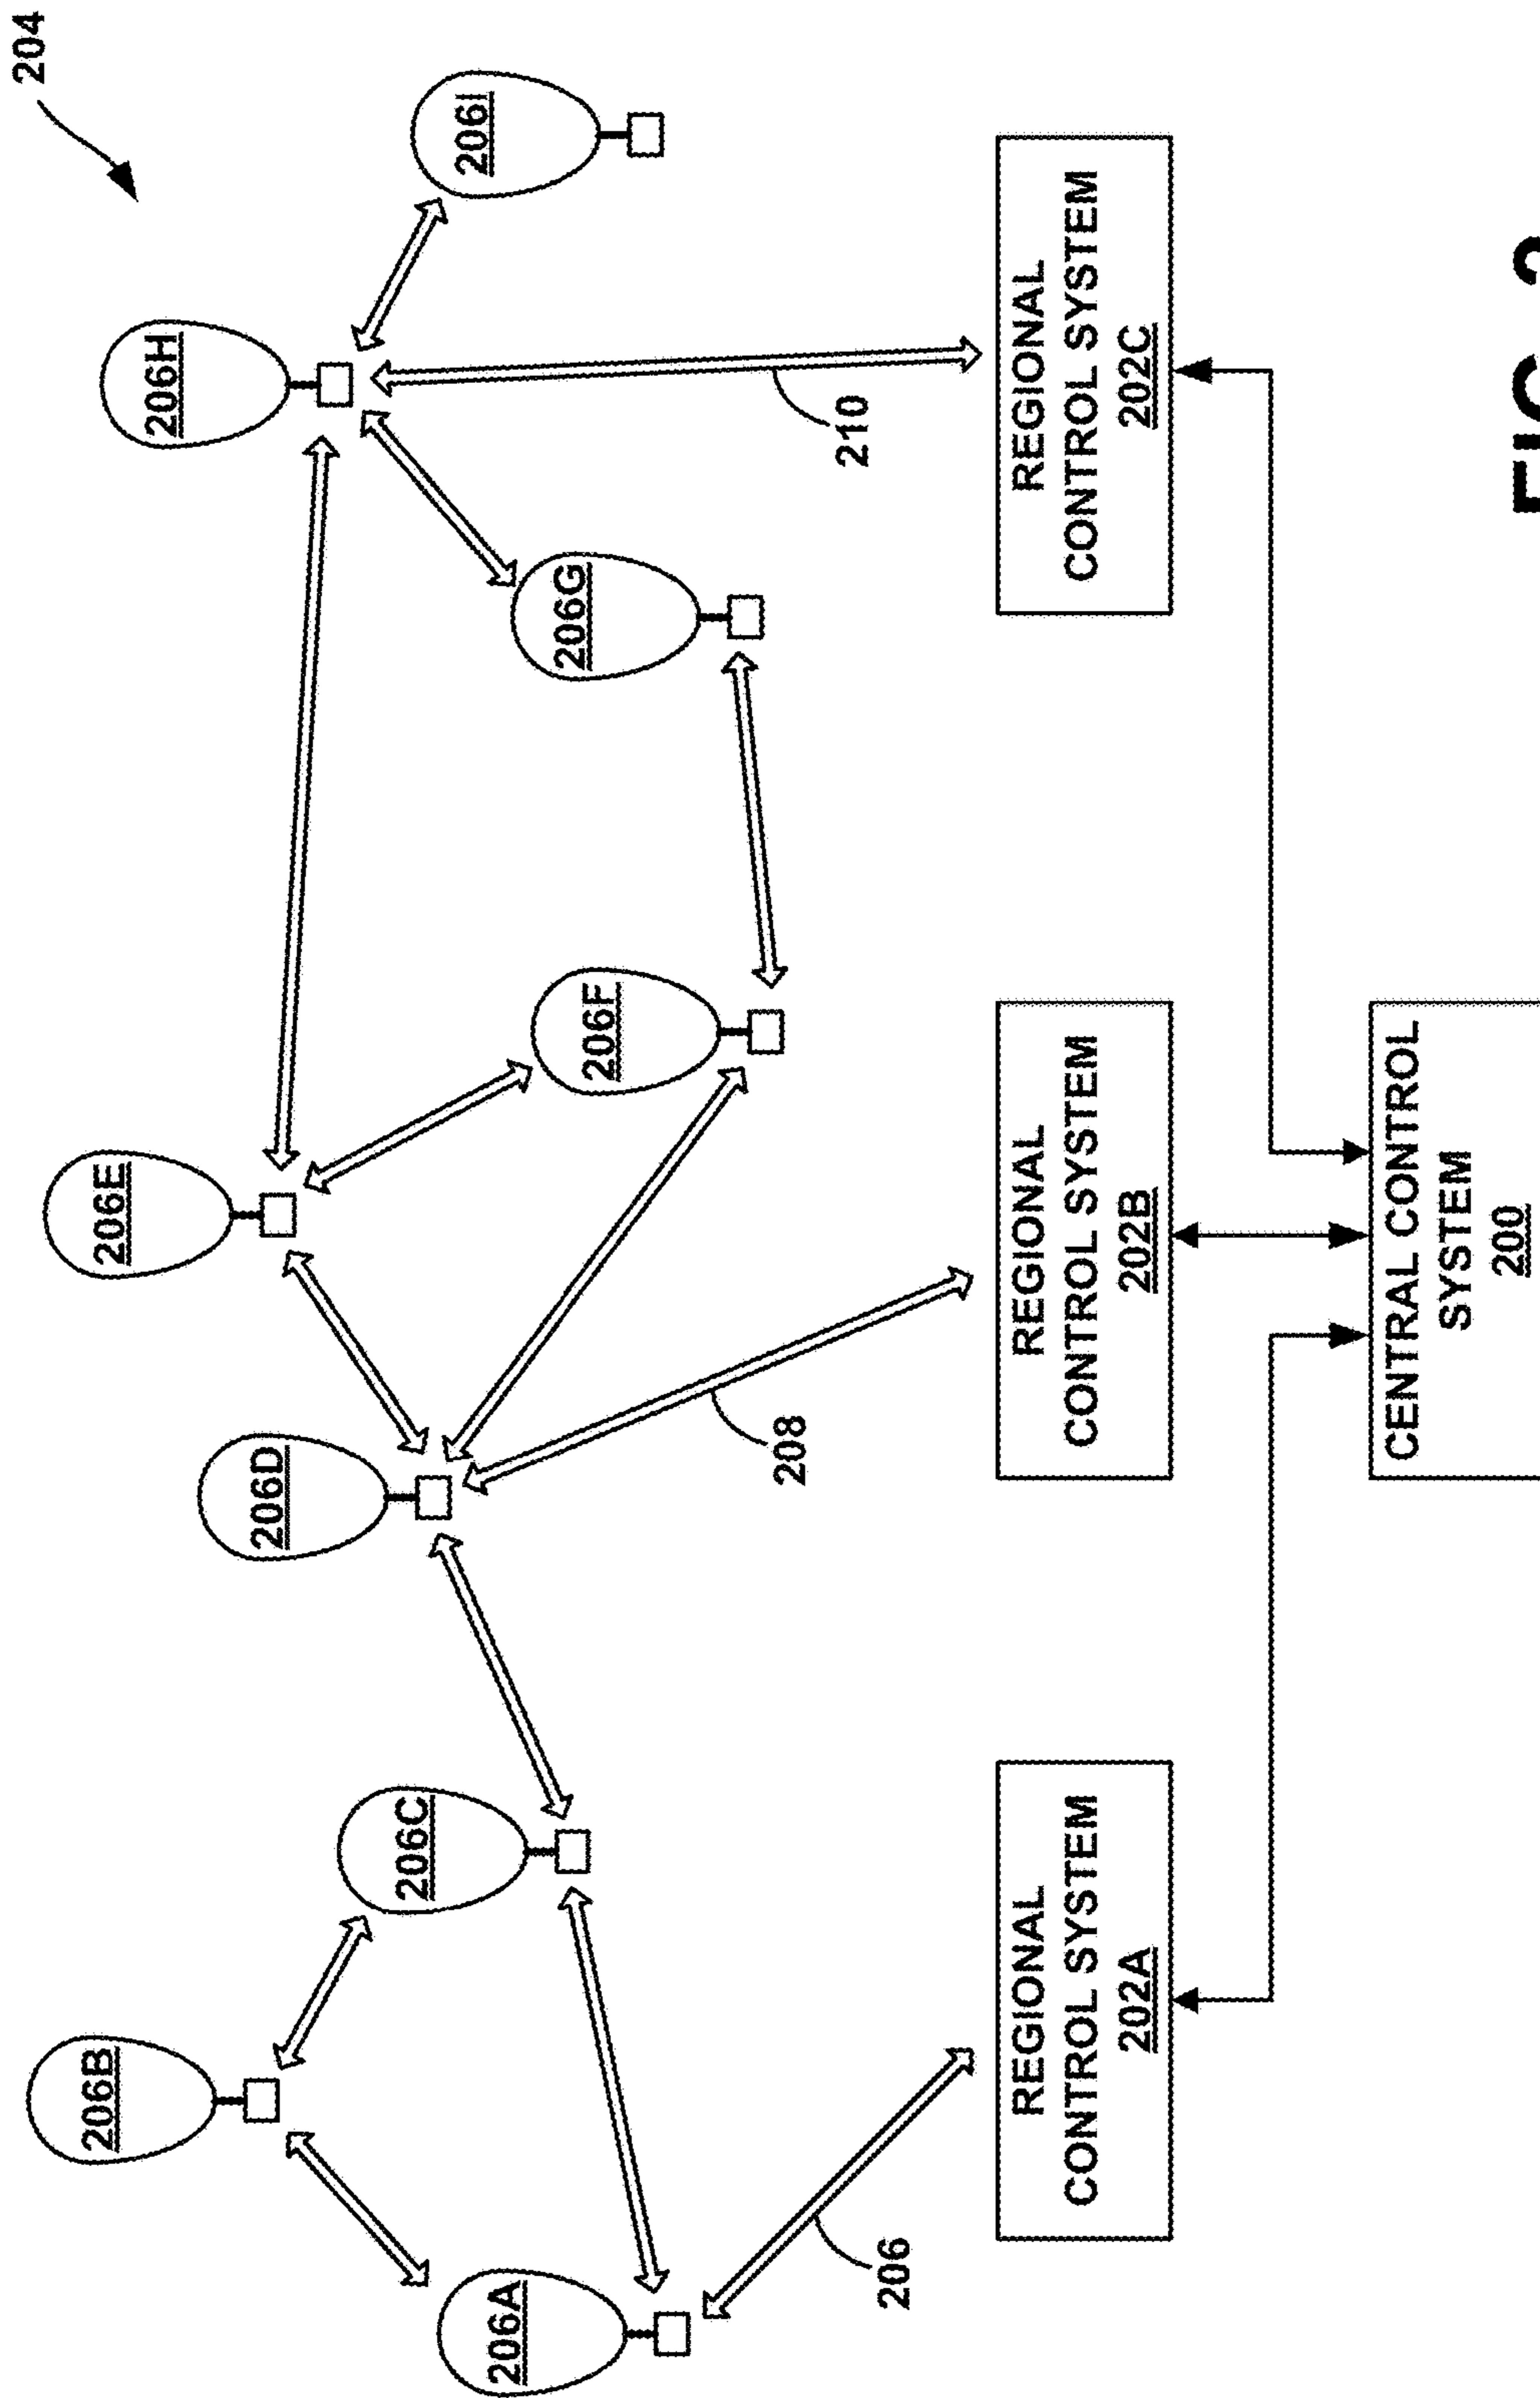 204
206B
206E
206H
206D
206C
206I
206A
206F
206G
206
208
210
REGIONAL
CONTROL SYSTEM
202A
REGIONAL
CONTROL SYSTEM
202B
REGIONAL
CONTROL SYSTEM
202C
CENTRAL CONTROL
SYSTEM
200